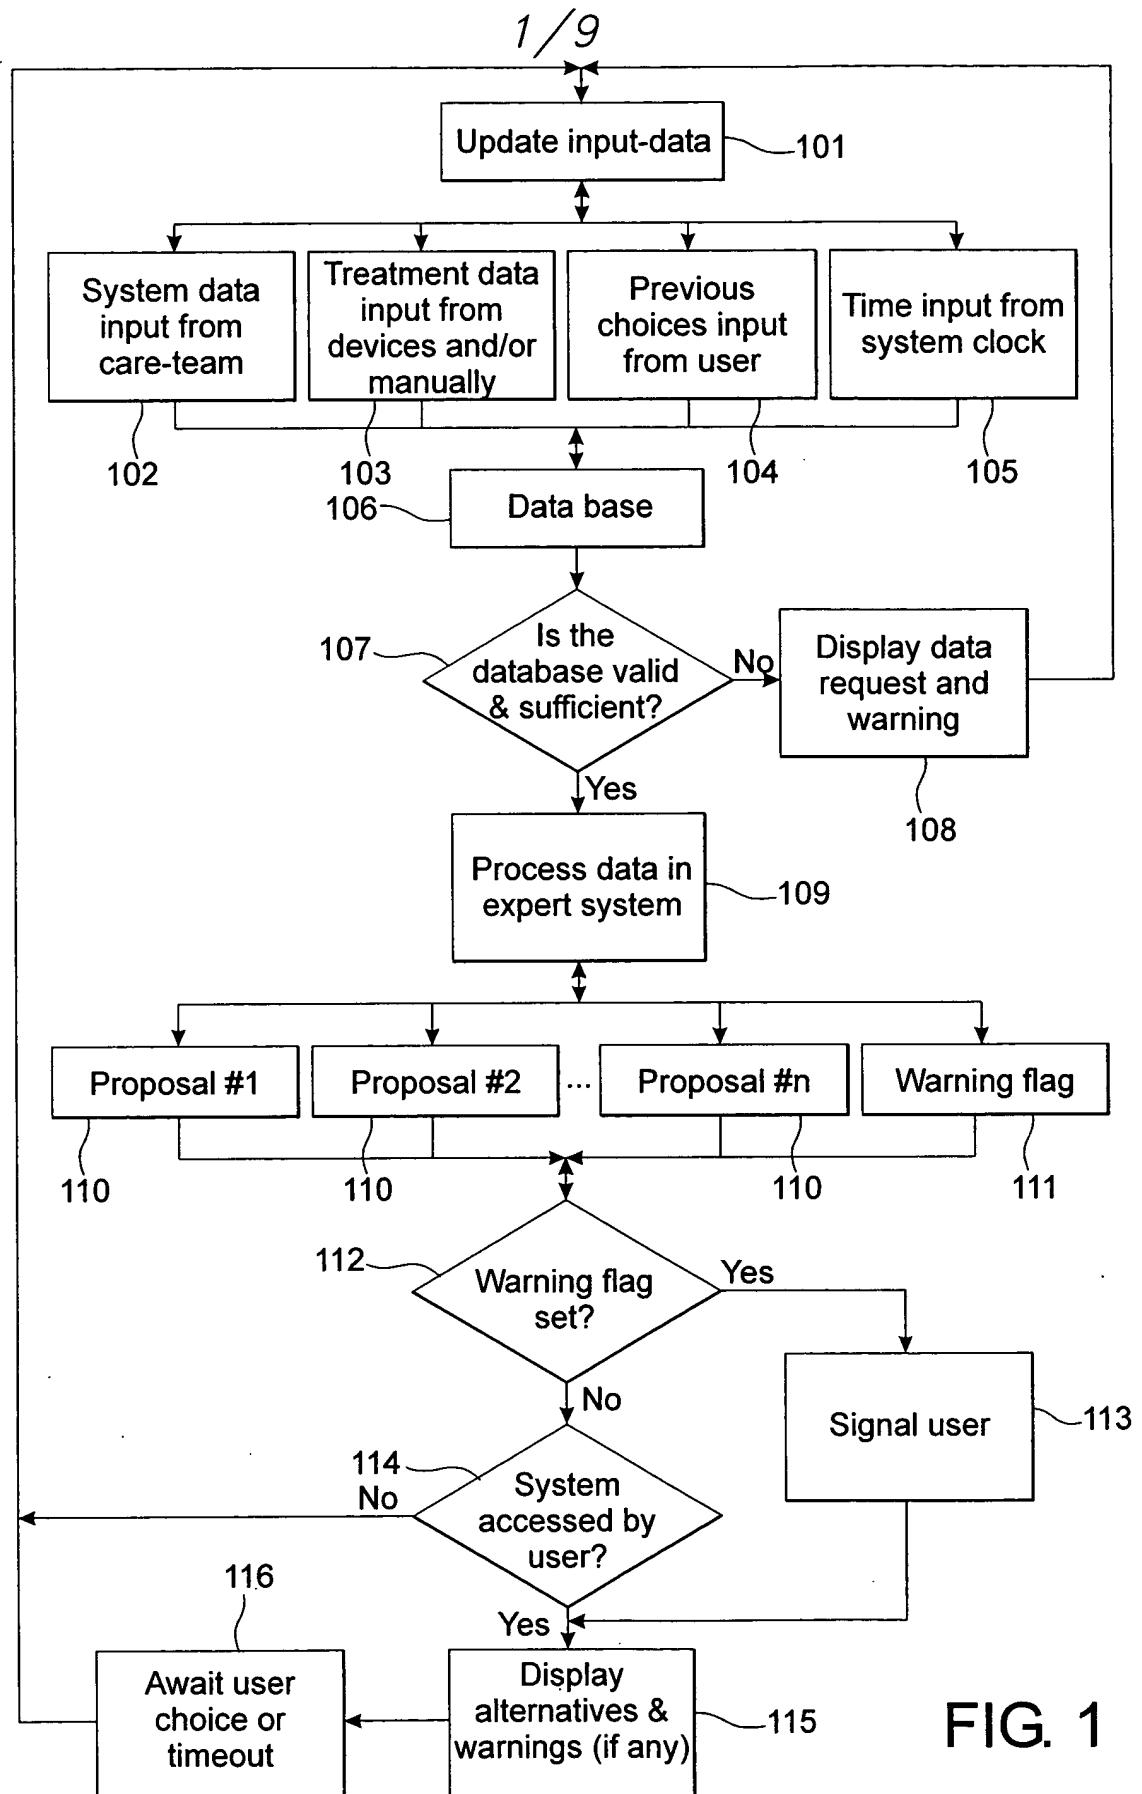 1/9
Update input-data
101
System data
input from
care-team
Treatment data
input from
devices and/or
manually
Previous
choices input
from user
Time input from
system clock
102
103
104
105
106
Data base
107
Is the
database valid
& sufficient?
No
Display data
request and
warning
108
Yes
Process data in
expert system
109
Proposal #1
Proposal #2
...
Proposal #n
Warning flag
110
110
110
111
112
Warning flag
set?
Yes
No
Signal user
113
114
System
accessed by
user?
No
Yes
116
Await user
choice or
timeout
Display
alternatives &
warnings (if any)
115
FIG. 1